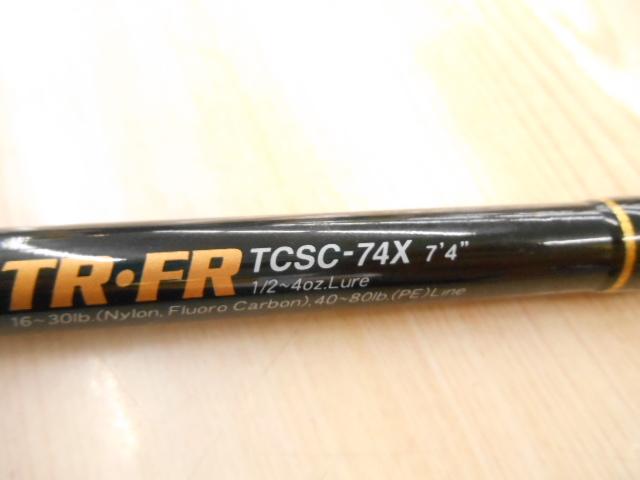 TR•FR TCSC-74X 7'4"
1/2~4oz.Lure
16~30lb.(Nylon, Fluoro Carbon), 40~80lb.(PE)Line